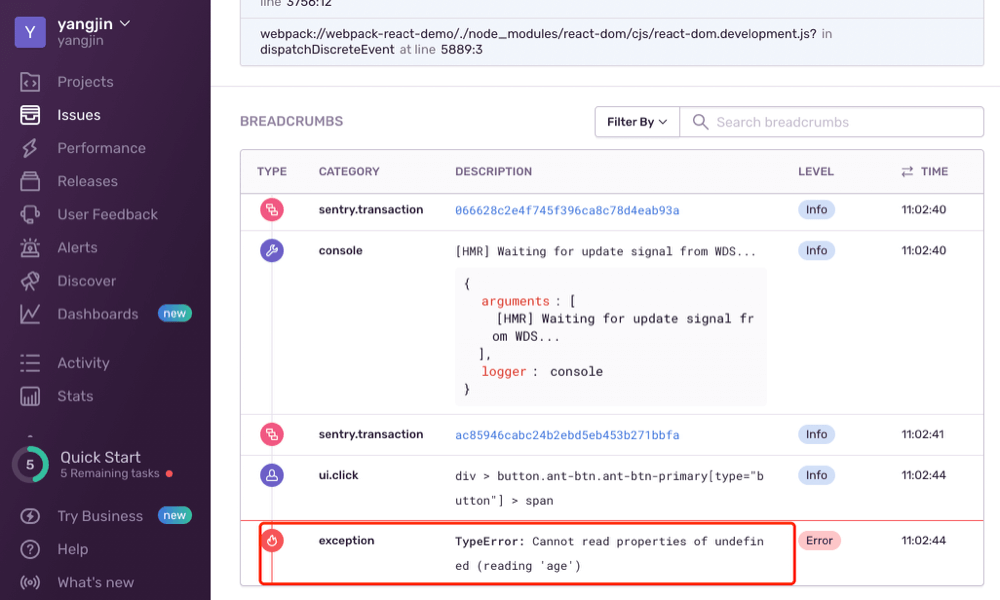 Y
yangjin
yangjin
Projects
Issues
Performance
Releases
User Feedback
Alerts
Discover
Dashboards new
Activity
Stats
5
Quick Start
5 Remaining tasks
Try Business new
Help
What's new
line 3756:12
webpack://webpack-react-demo/./node_modules/react-dom/cjs/react-dom.development.js? in
dispatchDiscreteEvent at line 5889:3
BREADCRUMBS
Filter By
Search breadcrumbs
TYPE CATEGORY DESCRIPTION LEVEL TIME
sentry.transaction 066628c2e4f745f396ca8c78d4eab93a Info 11:02:40
console [HMR] Waiting for update signal from WDS... Info 11:02:40
{
arguments : [
[HMR] Waiting for update signal fr
om WDS...
],
logger : console
}
sentry.transaction ac85946cabc24b2ebd5eb453b271bbfa Info 11:02:41
ui.click div > button.ant-btn.ant-btn-primary[type="b Info 11:02:44
utton"] > span
exception TypeError: Cannot read properties of undefin Error 11:02:44
ed (reading 'age')